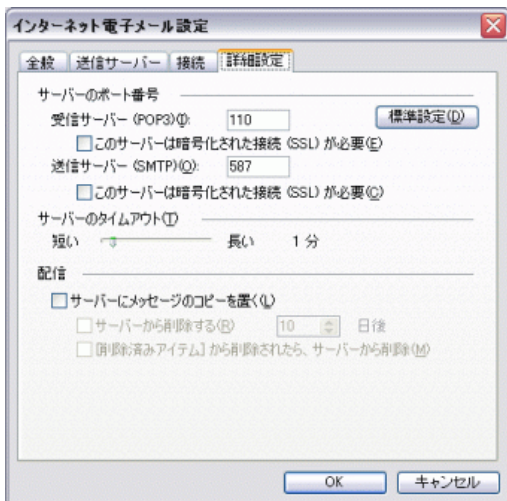 インターネット電子メール設定
全般 送信サーバー 接続 詳細設定
サーバーのポート番号
受信サーバー (POP3)(I): 110 標準設定(D)
このサーバーは暗号化された接続 (SSL) が必要(E)
送信サーバー (SMTP)(O): 587
このサーバーは暗号化された接続 (SSL) が必要(C)
サーバーのタイムアウト(T)
短い 長い 1 分
配信
サーバーにメッセージのコピーを置く(L)
サーバーから削除する(R) 10 日後
[削除済みアイテム] から削除されたら、サーバーから削除(M)
OK キャンセル